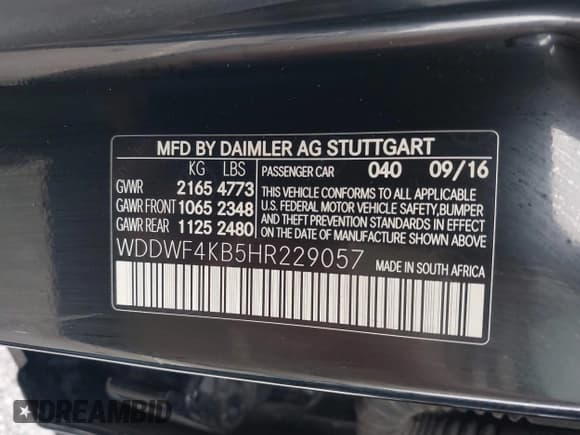 MFD BY DAIMLER AG STUTTGART
KG LBS PASSENGER CAR 040 09/16
GVWR 2165 4773 THIS VEHICLE CONFORMS TO ALL APPLICABLE
GAWR FRONT 1065 2348 U.S. FEDERAL MOTOR VEHICLE SAFETY,BUMPER
GAWR REAR 1125 2480 AND THEFT PREVENTION STANDARDS IN EFFECT
ON THE DATE OF MANUFACTURE SHOWN ABOVE.
WDDWF4KB5HR229057 MADE IN SOUTH AFRICA
DREAMBID